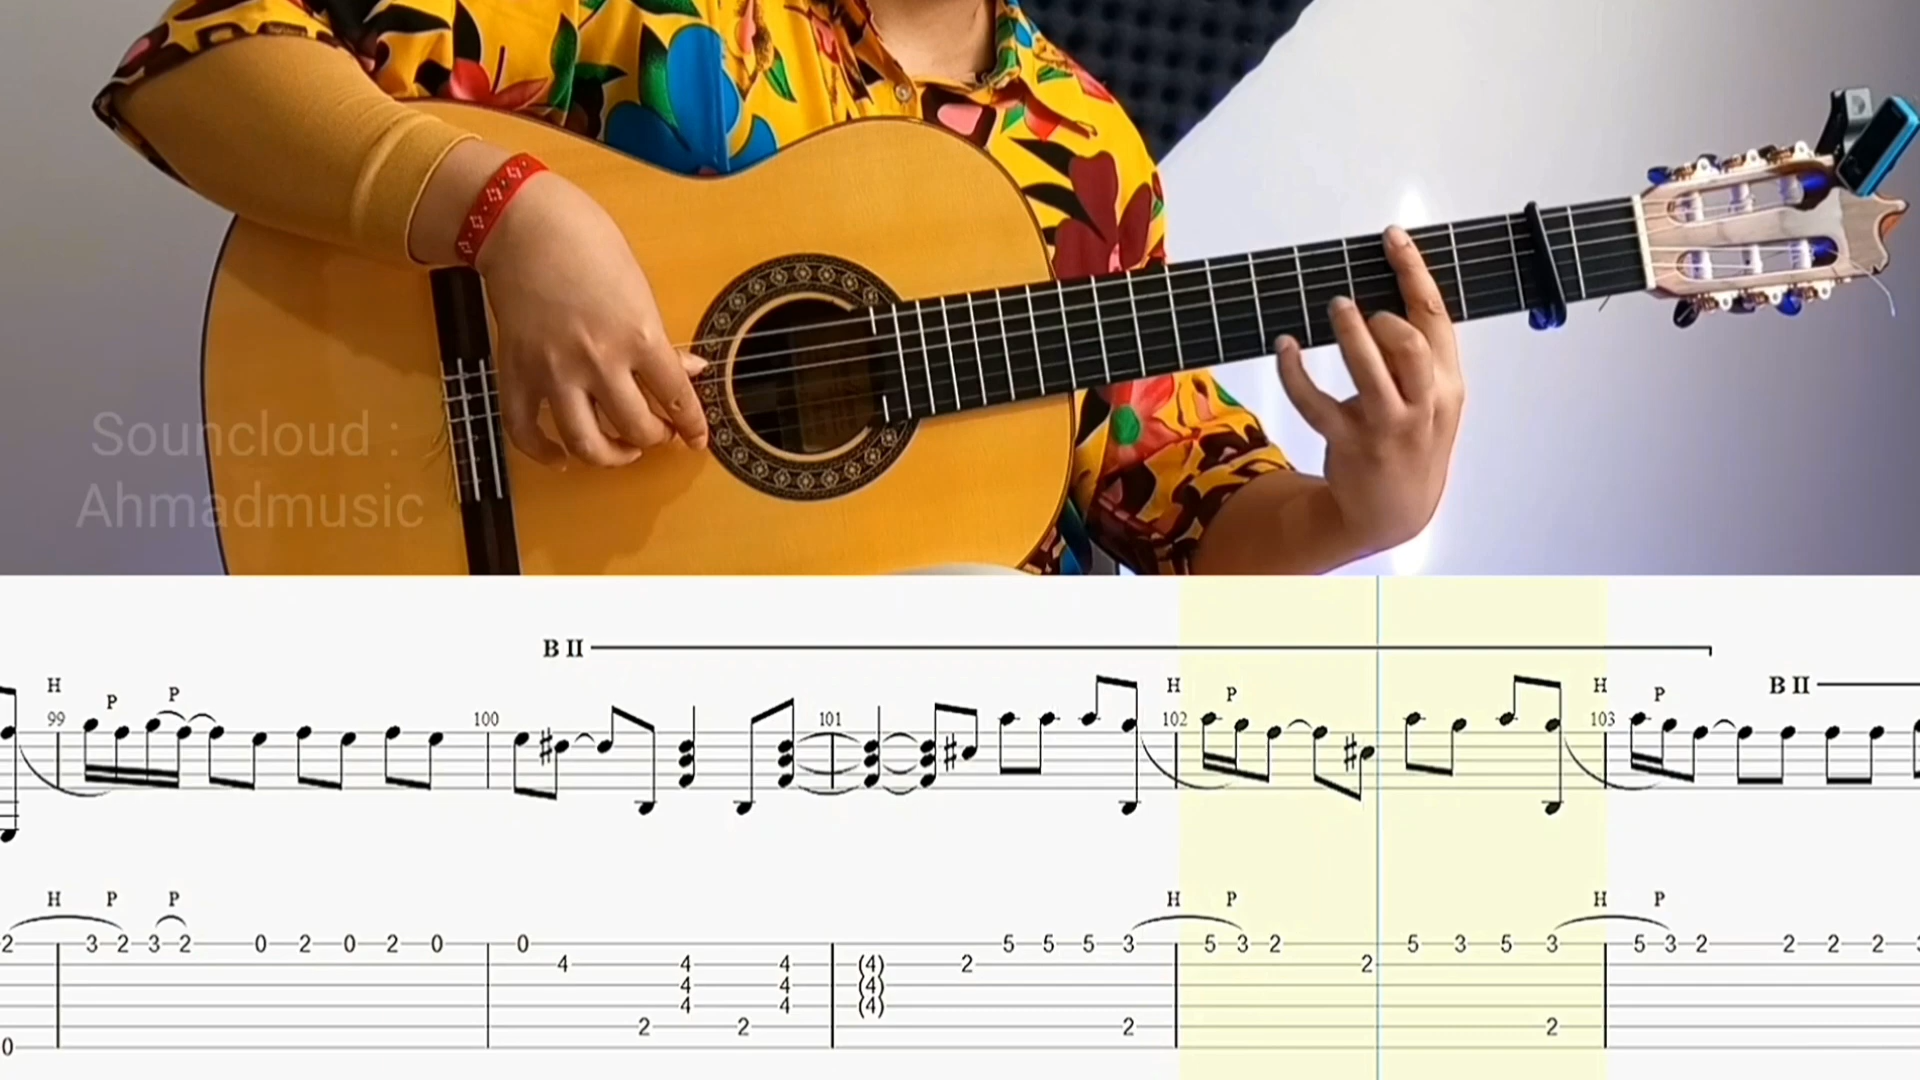 Souncloud :
Ahmadmusic
B II
H P P H P H P B II
99 100 101 102 103
H P P H P H P
2 3 2 3 2 0 2 0 2 0 0 5 5 5 3 5 3 2 5 3 5 3 5 3 2 2 2 2 3
4 4 4 (4) 2 2
4 4 (4)
4 4 (4)
2 2 2 2
0